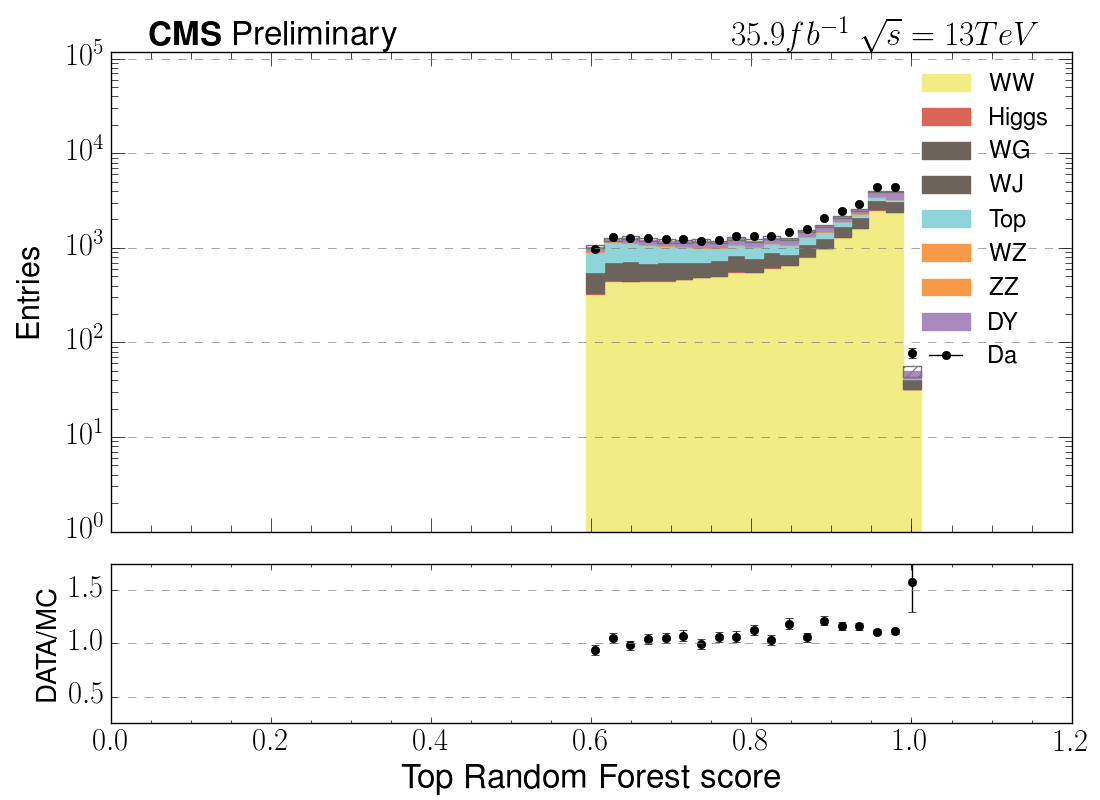 CMS Preliminary
35.9fb⁻¹ √s = 13TeV
Entries
10⁵
10⁴
10³
10²
10¹
10⁰
WW
Higgs
WG
WJ
Top
WZ
ZZ
DY
Da
DATA/MC
1.5
1.0
0.5
0.0 0.2 0.4 0.6 0.8 1.0 1.2
Top Random Forest score